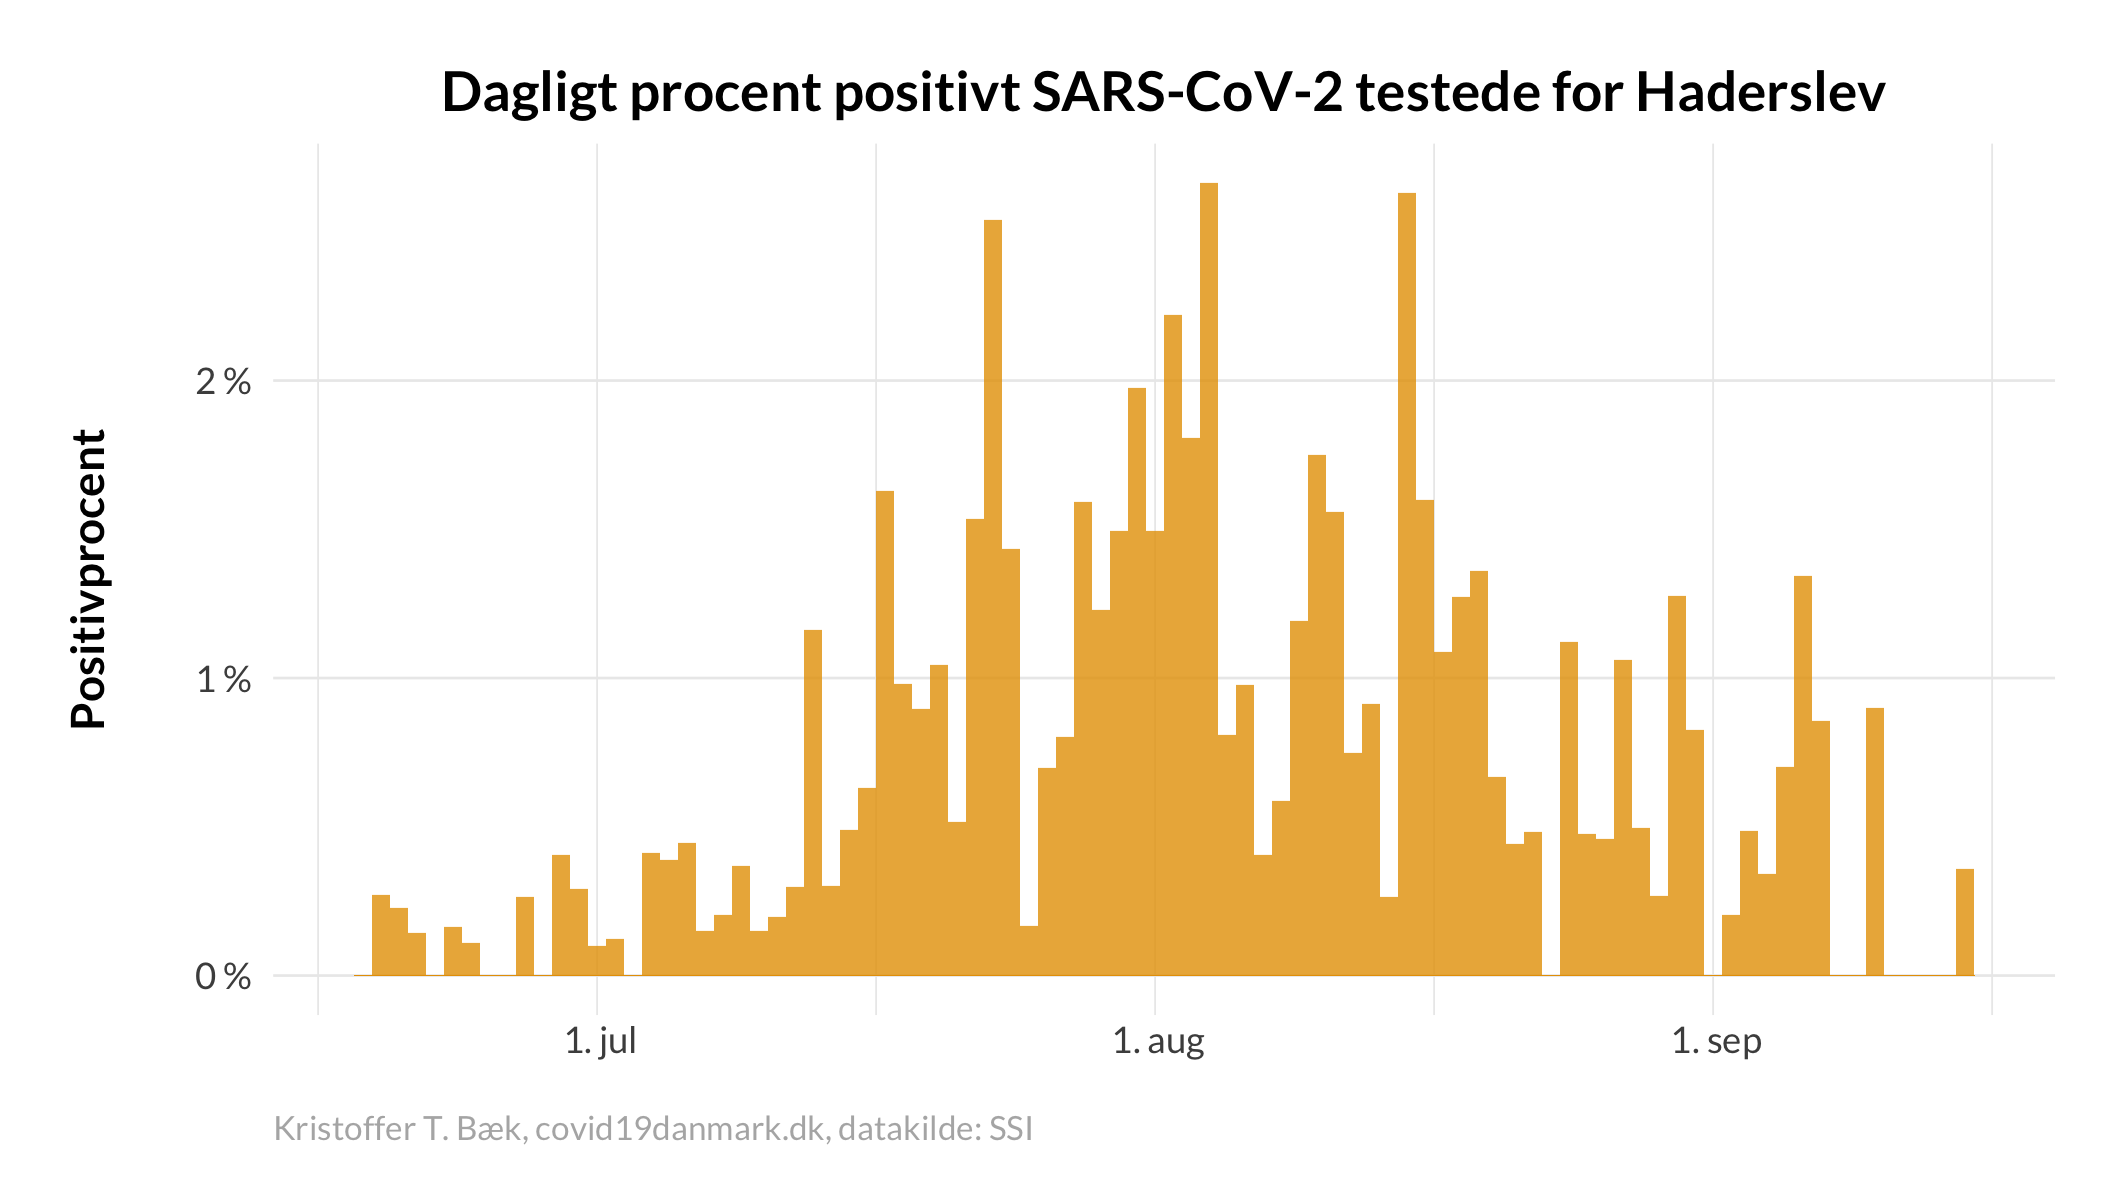 Dagligt procent positivt SARS-CoV-2 testede for Haderslev
Positivprocent
2 %
1 %
0 %
1. jul
1. aug
1. sep
Kristoffer T. Bæk, covid19danmark.dk, datakilde: SSI